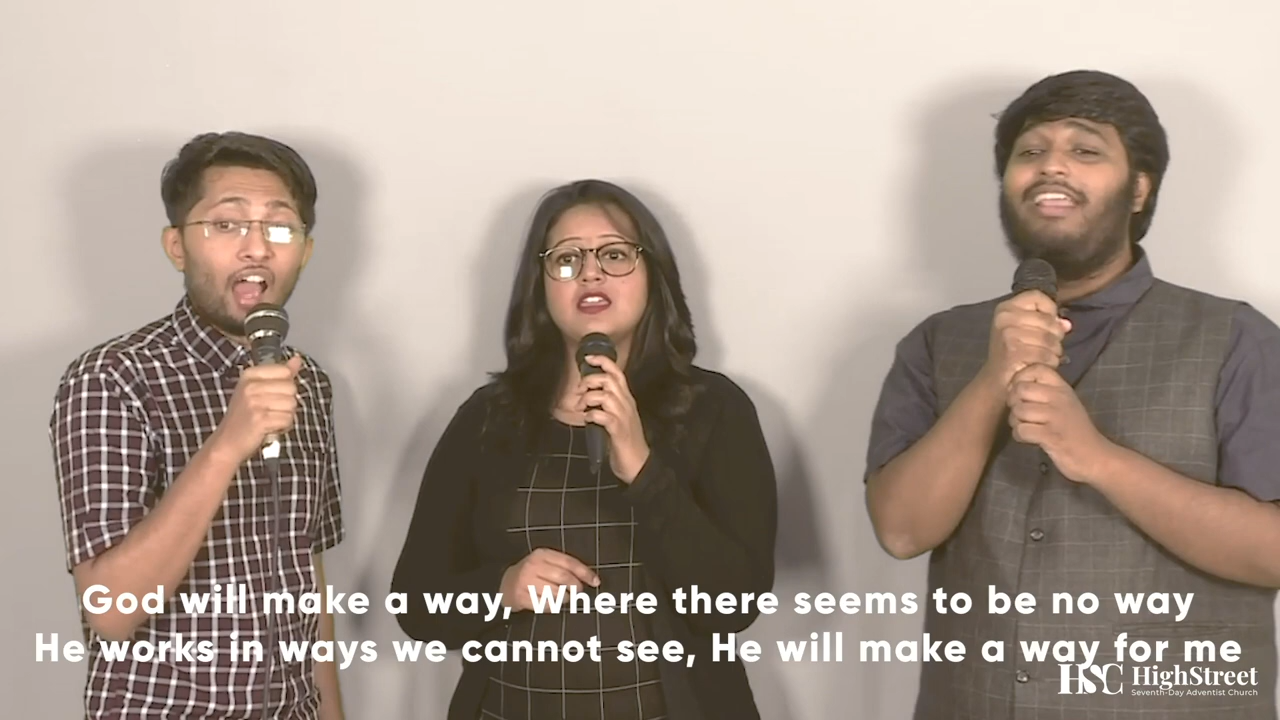 God will make a way, Where there seems to be no way
He works in ways we cannot see, He will make a way for me
HSC HighStreet
Seventh-Day Adventist Church